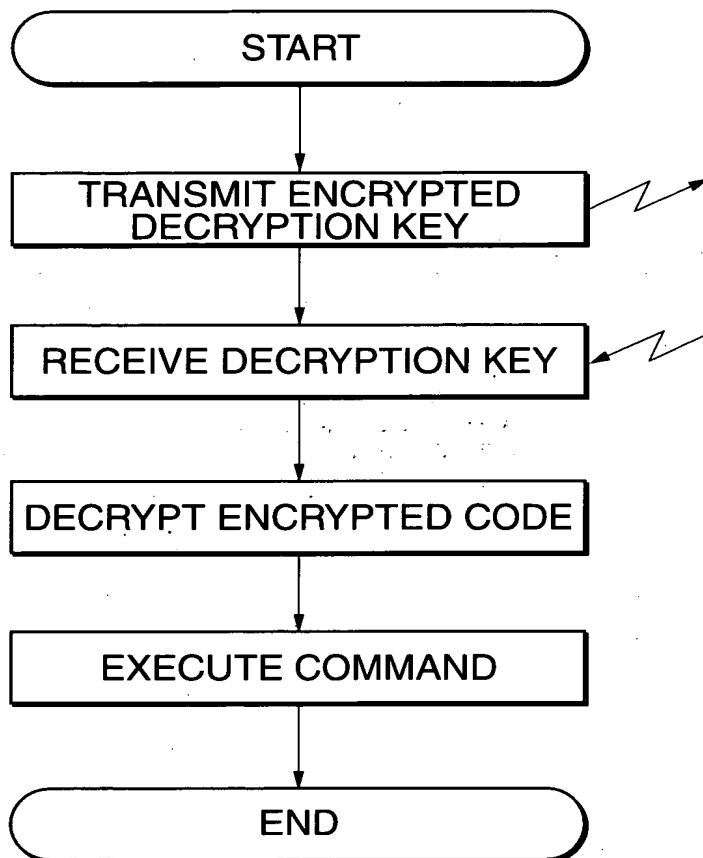 START
TRANSMIT ENCRYPTED
DECRYPTION KEY
RECEIVE DECRYPTION KEY
DECRYPT ENCRYPTED CODE
EXECUTE COMMAND
END